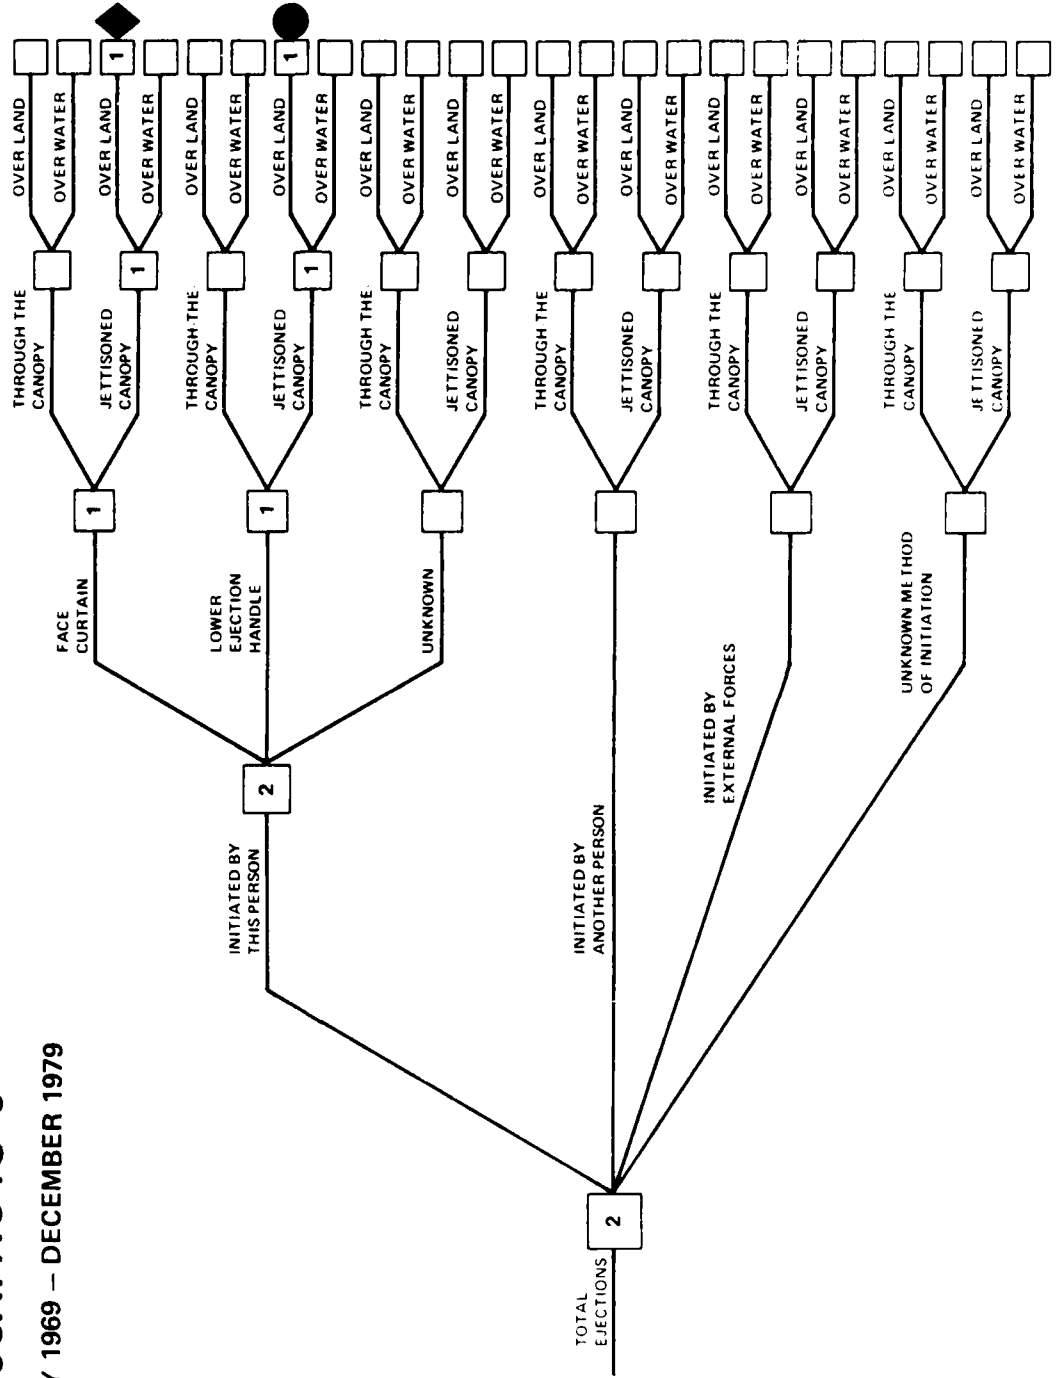 Y 1969 – DECEMBER 1979
TOTAL
EJECTIONS
2
INITIATED BY
THIS PERSON
2
INITIATED BY
ANOTHER PERSON
INITIATED BY
EXTERNAL FORCES
UNKNOWN METHOD
OF INITIATION
FACE
CURTAIN
1
LOWER
EJECTION
HANDLE
1
UNKNOWN
THROUGH THE
CANOPY
JETTISONED
CANOPY
1
THROUGH THE
CANOPY
JETTISONED
CANOPY
1
THROUGH THE
CANOPY
JETTISONED
CANOPY
THROUGH THE
CANOPY
JETTISONED
CANOPY
THROUGH THE
CANOPY
JETTISONED
CANOPY
THROUGH THE
CANOPY
JETTISONED
CANOPY
OVER LAND
OVER WATER
OVER LAND
1
OVER WATER
OVER LAND
OVER WATER
OVER LAND
1
OVER WATER
OVER LAND
OVER WATER
OVER LAND
OVER WATER
OVER LAND
OVER WATER
OVER LAND
OVER WATER
OVER LAND
OVER WATER
OVER LAND
OVER WATER
OVER LAND
OVER WATER
OVER LAND
OVER WATER